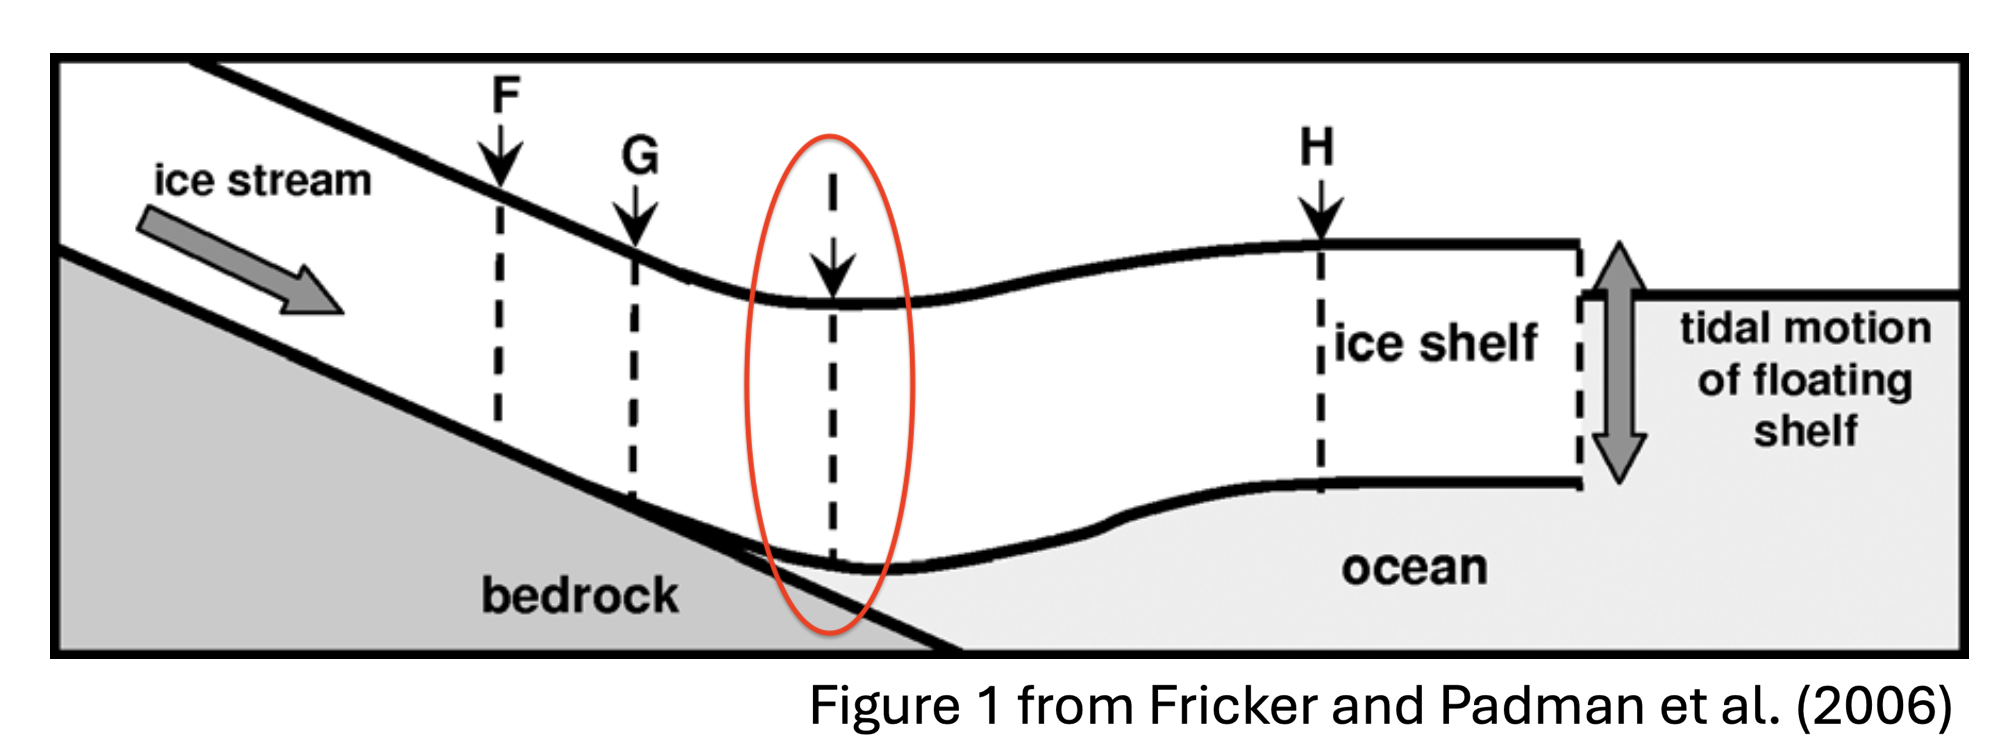 F
G
I
H
ice stream
ice shelf
tidal motion
of floating
shelf
bedrock
ocean
Figure 1 from Fricker and Padman et al. (2006)